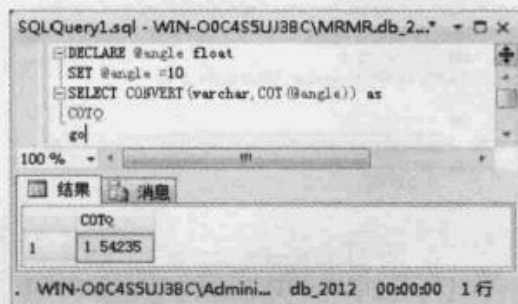 SQLQuery1.sql - WIN-O0C4S5UJ3BC\MRMR.db_2...*
DECLARE @angle float
SET @angle =10
SELECT CONVERT(varchar,COT(@angle)) as
COTQ
go
100 %
结果 消息
COTQ
1 1.54235
WIN-O0C4S5UJ3BC\Admini... db_2012 00:00:00 1 行